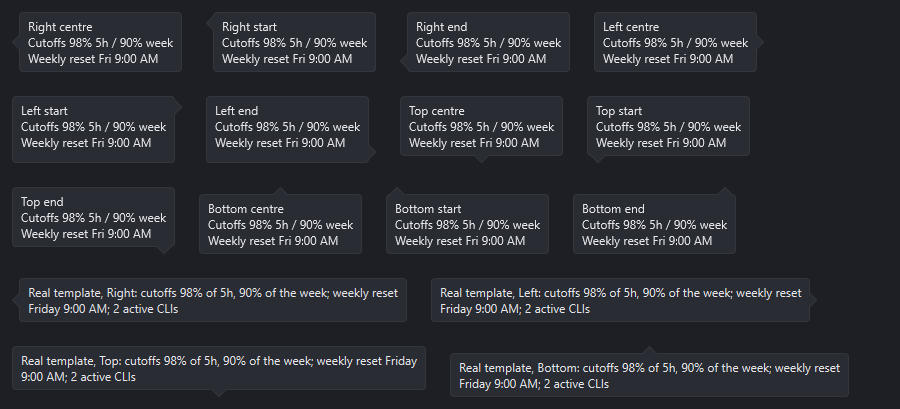 Right centre
Cutoffs 98% 5h / 90% week
Weekly reset Fri 9:00 AM
Right start
Cutoffs 98% 5h / 90% week
Weekly reset Fri 9:00 AM
Right end
Cutoffs 98% 5h / 90% week
Weekly reset Fri 9:00 AM
Left centre
Cutoffs 98% 5h / 90% week
Weekly reset Fri 9:00 AM
Left start
Cutoffs 98% 5h / 90% week
Weekly reset Fri 9:00 AM
Left end
Cutoffs 98% 5h / 90% week
Weekly reset Fri 9:00 AM
Top centre
Cutoffs 98% 5h / 90% week
Weekly reset Fri 9:00 AM
Top start
Cutoffs 98% 5h / 90% week
Weekly reset Fri 9:00 AM
Top end
Cutoffs 98% 5h / 90% week
Weekly reset Fri 9:00 AM
Bottom centre
Cutoffs 98% 5h / 90% week
Weekly reset Fri 9:00 AM
Bottom start
Cutoffs 98% 5h / 90% week
Weekly reset Fri 9:00 AM
Bottom end
Cutoffs 98% 5h / 90% week
Weekly reset Fri 9:00 AM
Real template, Right: cutoffs 98% of 5h, 90% of the week; weekly reset
Friday 9:00 AM; 2 active CLIs
Real template, Left: cutoffs 98% of 5h, 90% of the week; weekly reset
Friday 9:00 AM; 2 active CLIs
Real template, Top: cutoffs 98% of 5h, 90% of the week; weekly reset Friday
9:00 AM; 2 active CLIs
Real template, Bottom: cutoffs 98% of 5h, 90% of the week; weekly reset
Friday 9:00 AM; 2 active CLIs